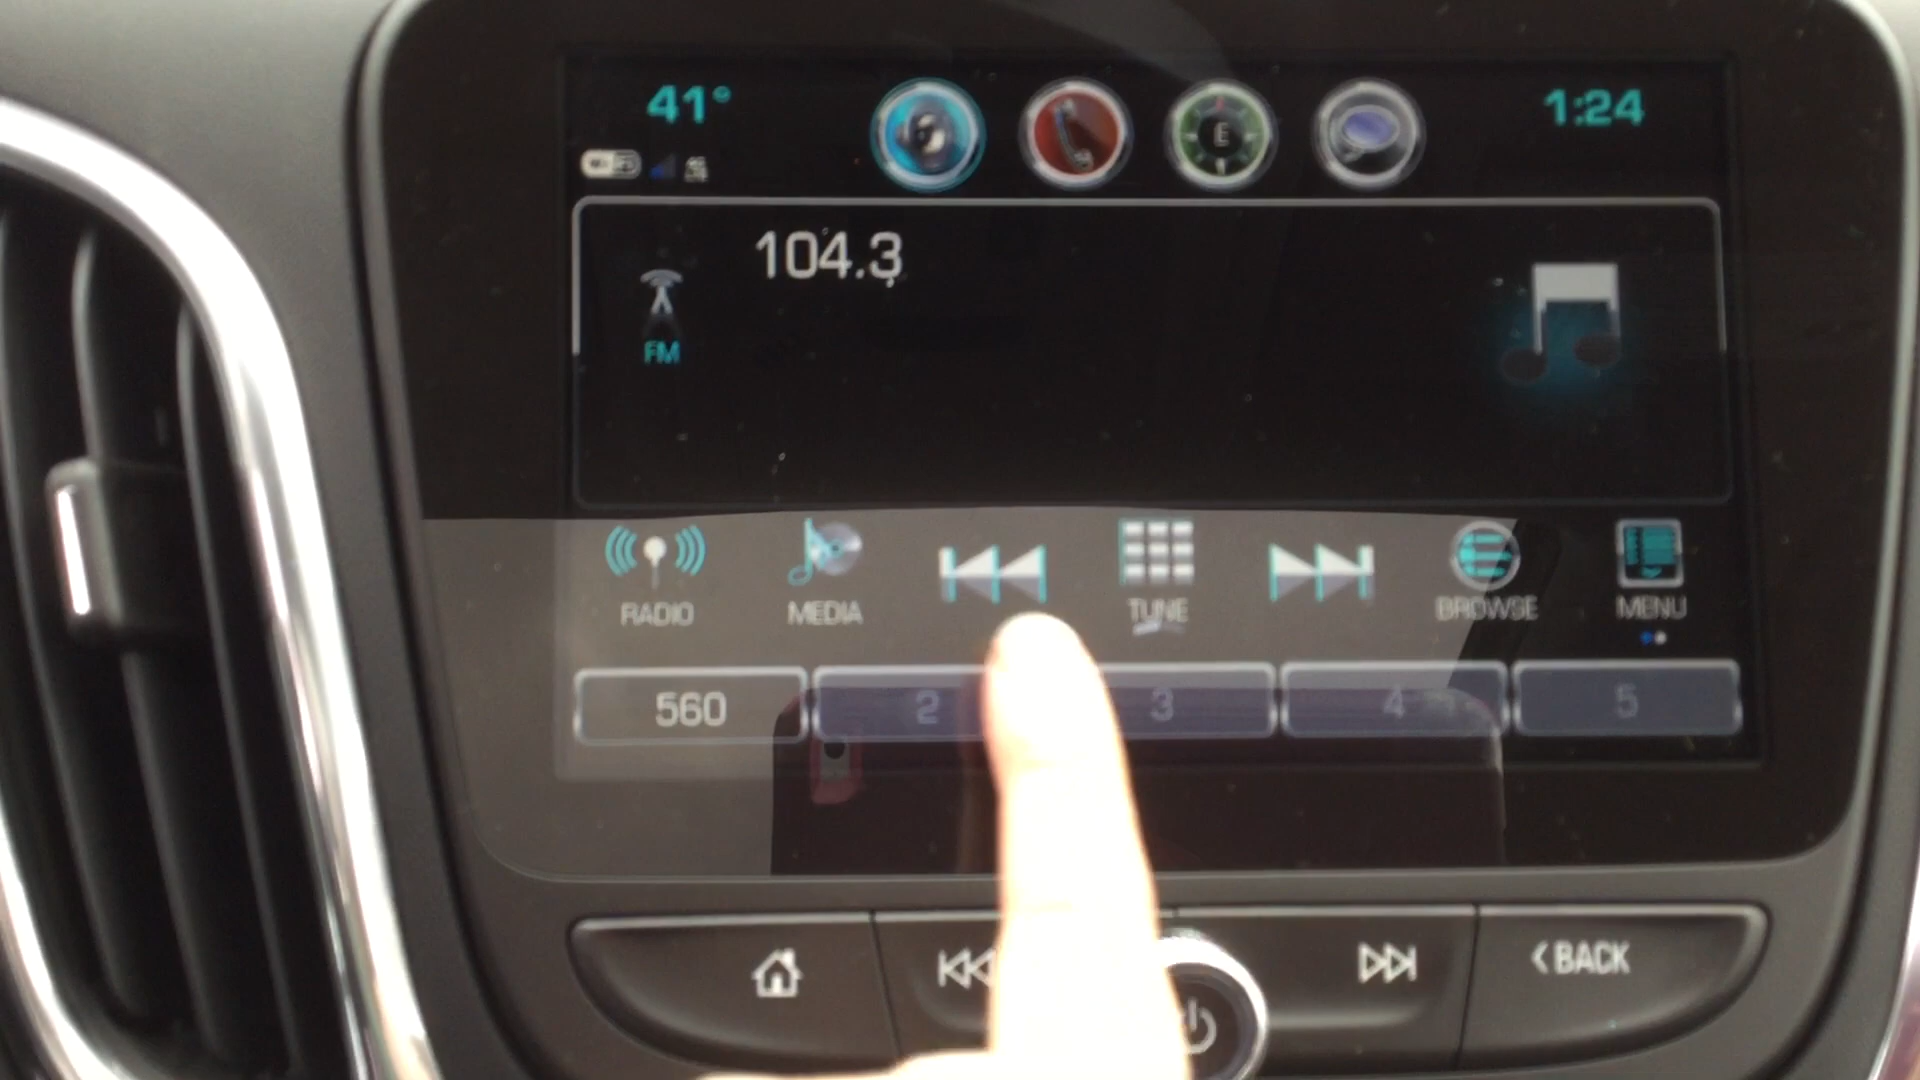 41°
1:24
104.3
FM
RADIO
MEDIA
TUNE
BROWSE
MENU
560
2
3
4
5
<BACK